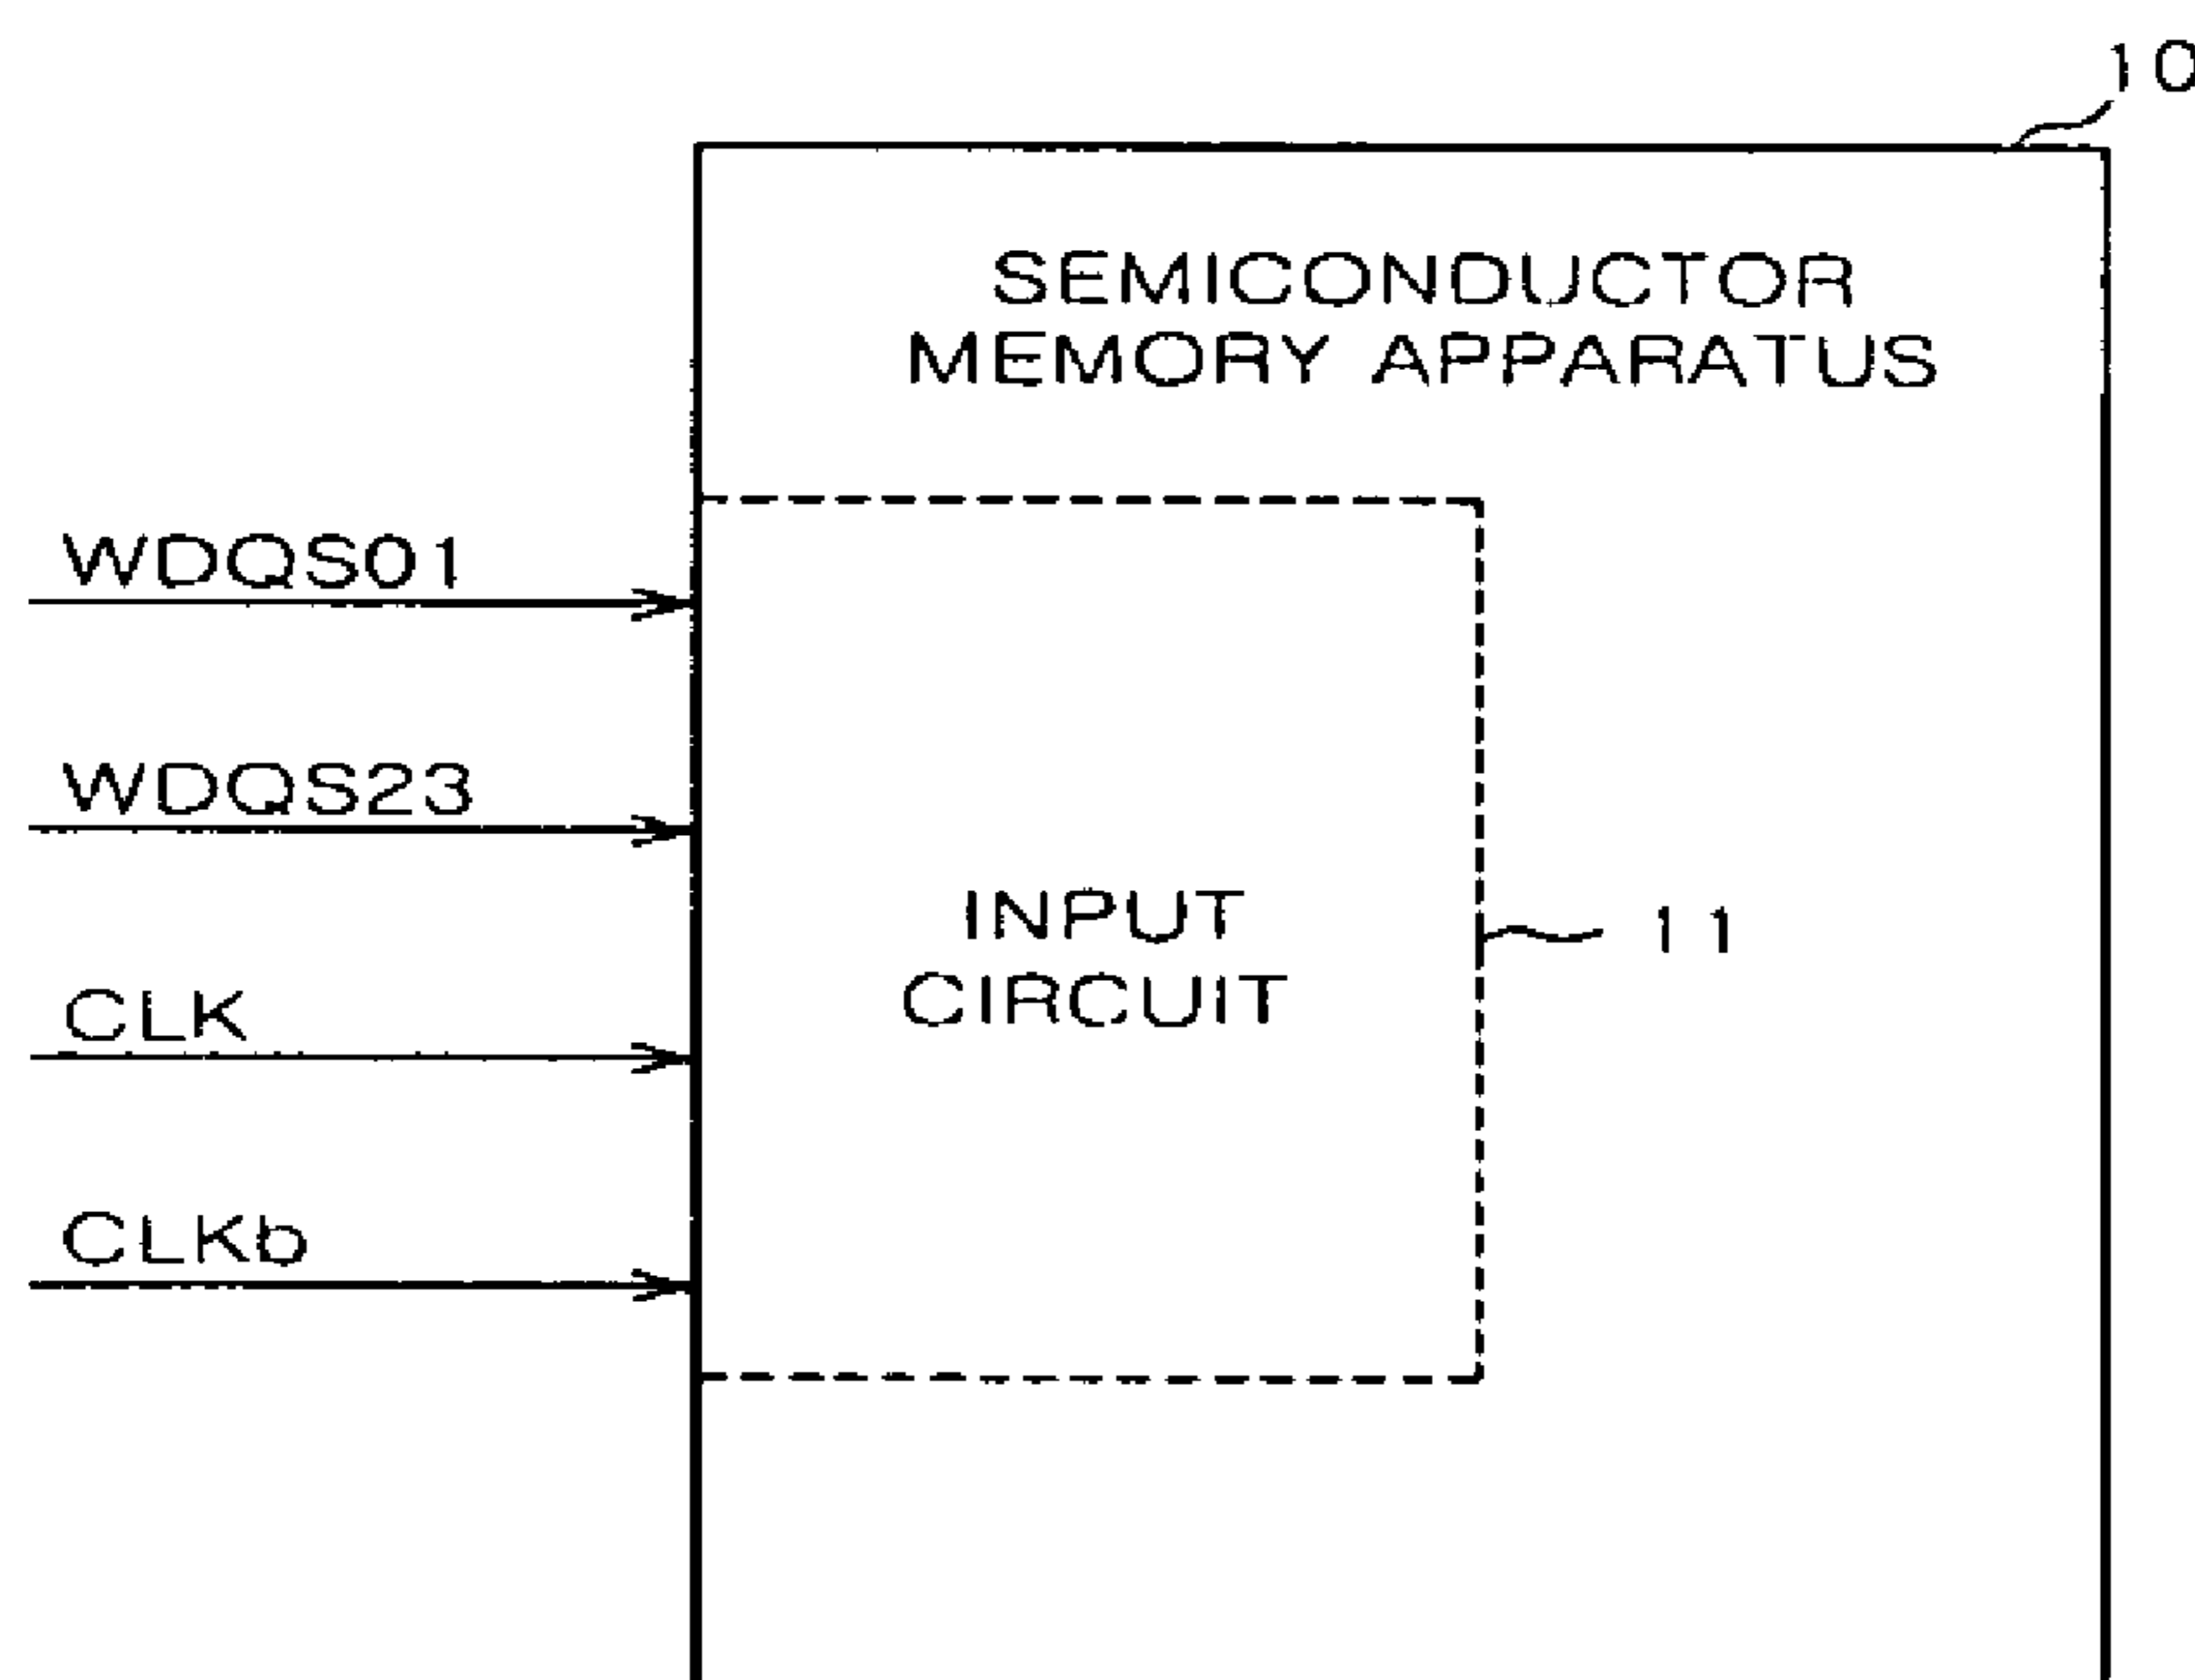 10
SEMICONDUCTOR
MEMORY APPARATUS
WDQS01
WDQS23
INPUT
CIRCUIT
11
CLK
CLKb